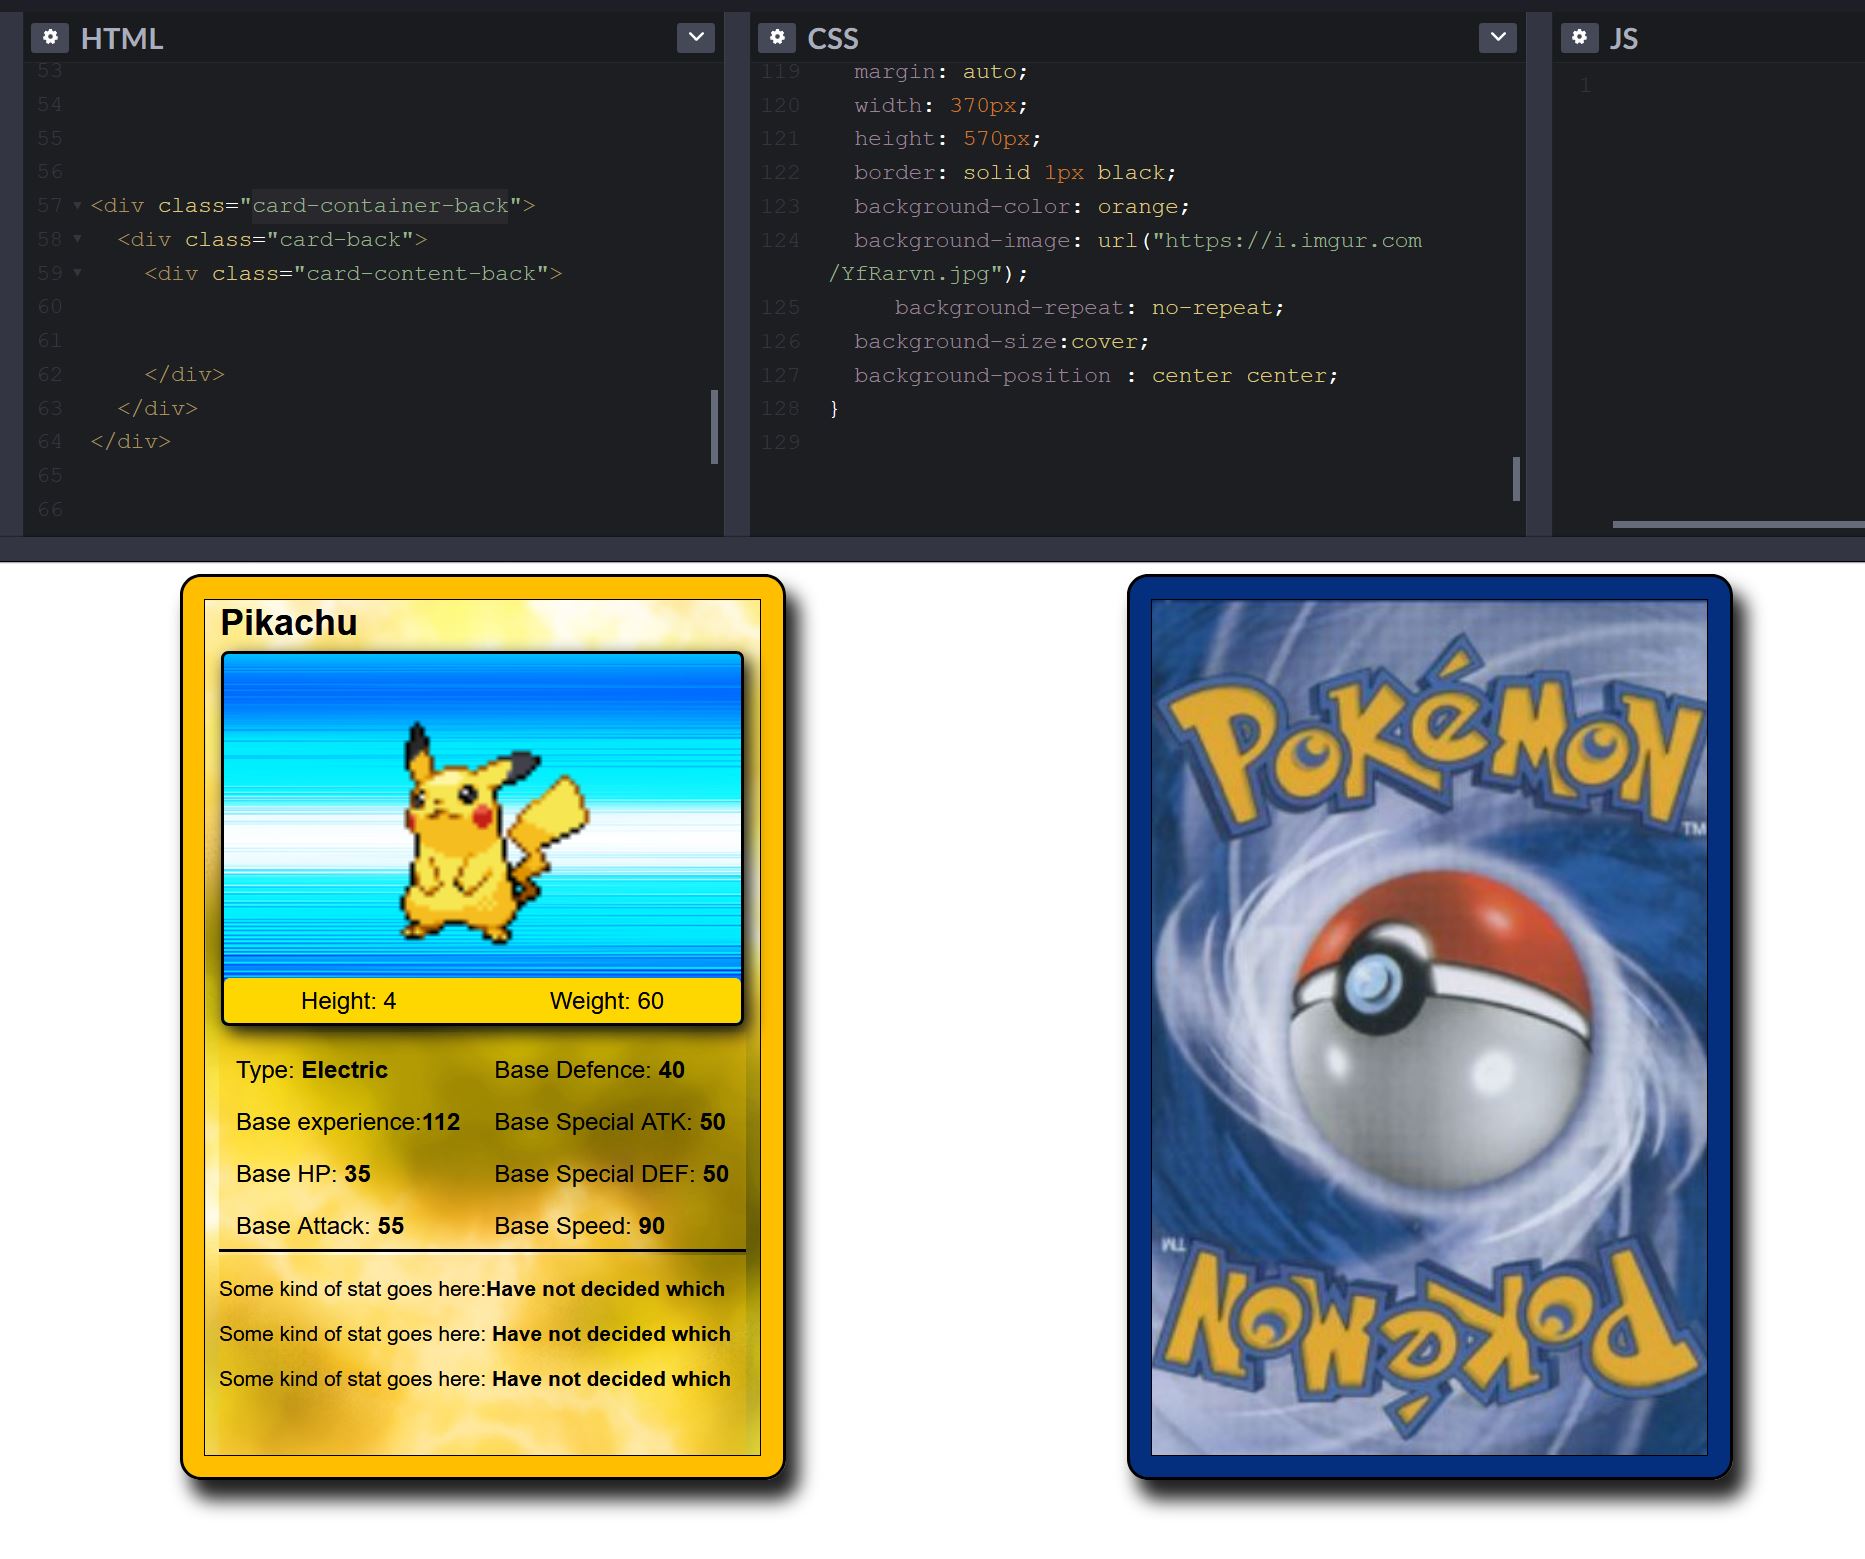 HTML
53
54
55
56
57 <div class="card-container-back">
58 <div class="card-back">
59 <div class="card-content-back">
60
61
62 </div>
63 </div>
64 </div>
65
66
CSS
119 margin: auto;
120 width: 370px;
121 height: 570px;
122 border: solid 1px black;
123 background-color: orange;
124 background-image: url("https://i.imgur.com
/YfRarvn.jpg");
125 background-repeat: no-repeat;
126 background-size:cover;
127 background-position : center center;
128 }
129
JS
1
Pikachu
Height: 4 Weight: 60
Type: Electric Base Defence: 40
Base experience:112 Base Special ATK: 50
Base HP: 35 Base Special DEF: 50
Base Attack: 55 Base Speed: 90
Some kind of stat goes here:Have not decided which
Some kind of stat goes here: Have not decided which
Some kind of stat goes here: Have not decided which
POKéMON
TM
TM
POKéMON